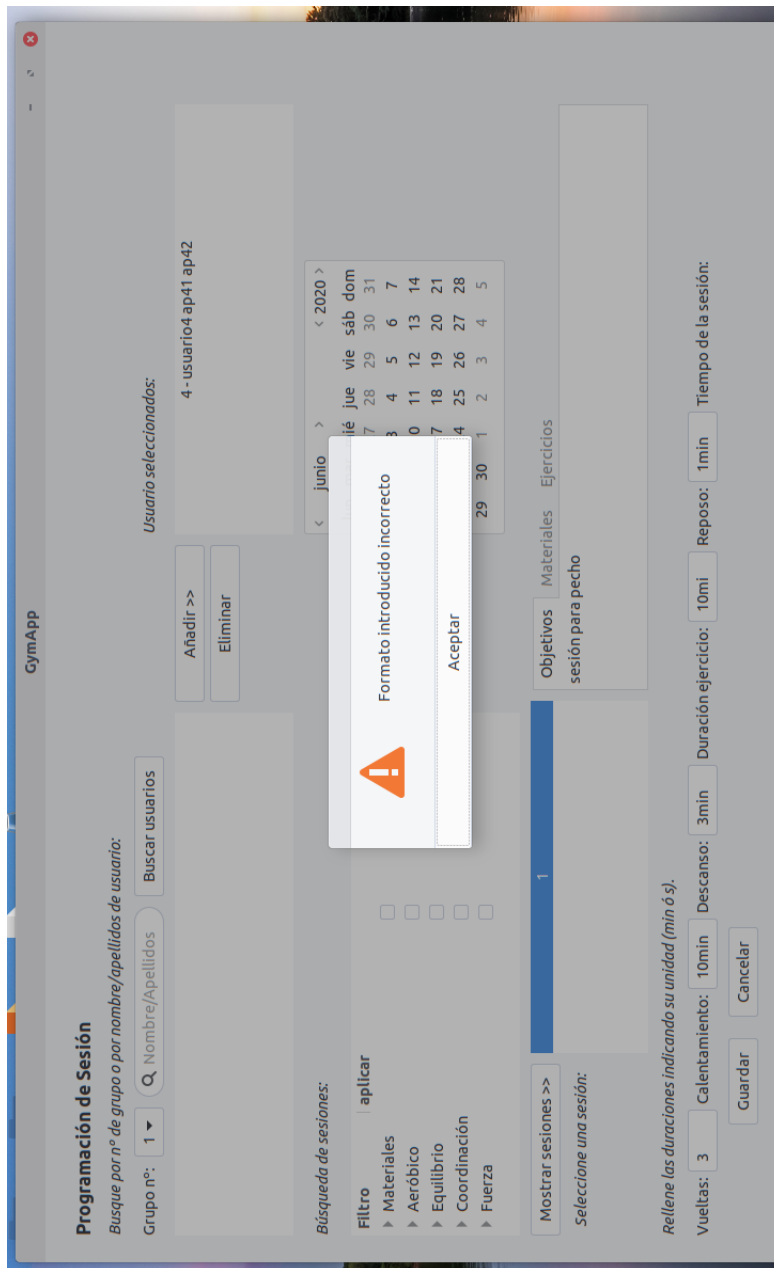 GymApp
Programación de Sesión
Busque por nº de grupo o por nombre/apellidos de usuario:
Usuario seleccionados:
Grupo nº: 1 Nombre/Apellidos Buscar usuarios
Añadir >>
Eliminar
4 - usuario4 ap41 ap42
Búsqueda de sesiones:
< junio > < 2020 >
jue vie sáb dom
28 29 30 31
4 5 6 7
11 12 13 14
18 19 20 21
25 26 27 28
29 30 1 2 3 4 5
Filtro aplicar
Materiales
Aeróbico
Equilibrio
Coordinación
Fuerza
Formato introducido incorrecto
Aceptar
Mostrar sesiones >>
1
Objetivos Materiales Ejercicios
Seleccione una sesión:
sesión para pecho
Rellene las duraciones indicando su unidad (min ó s).
Vueltas: 3 Calentamiento: 10min Descanso: 3min Duración ejercicio: 10mi Reposo: 1min Tiempo de la sesión:
Guardar Cancelar